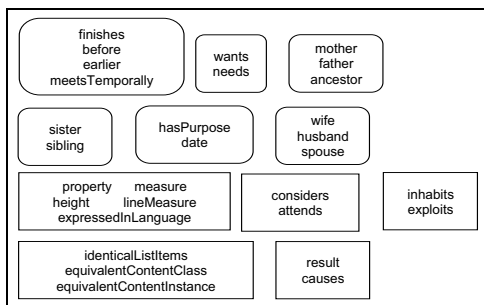 finishes
before
earlier
meetsTemporally
wants
needs
mother
father
ancestor
sister
sibling
hasPurpose
date
wife
husband
spouse
property measure
height lineMeasure
expressedInLanguage
considers
attends
inhabits
exploits
identicalListItems
equivalentContentClass
equivalentContentInstance
result
causes